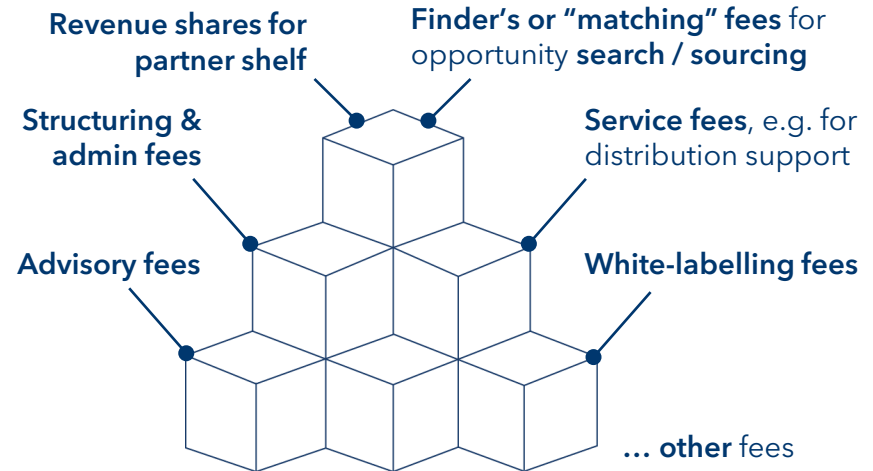 Revenue shares for
partner shelf
Finder’s or “matching” fees for
opportunity search / sourcing
Structuring &
admin fees
Service fees, e.g. for
distribution support
Advisory fees
White-labelling fees
... other fees